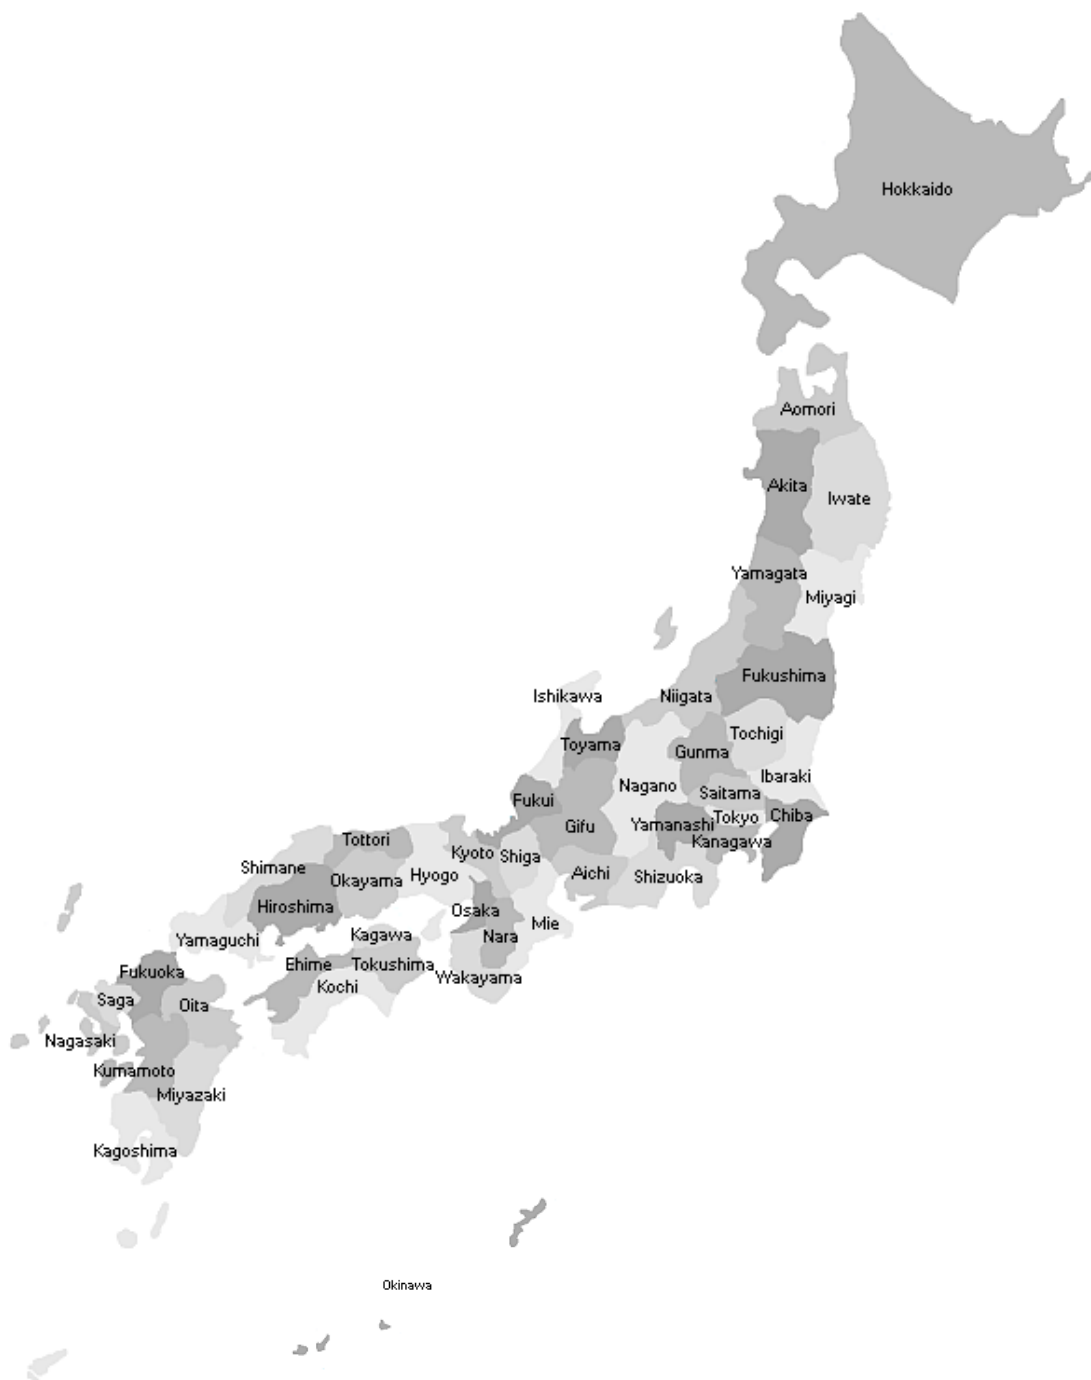 Hokkaido
Aomori
Akita
Iwate
Yamagata
Miyagi
Fukushima
Ishikawa
Niigata
Tochigi
Toyama
Gunma
Ibaraki
Nagano
Saitama
Fukui
Tokyo
Chiba
Gifu
Yamanashi
Kanagawa
Tottori
Kyoto
Shiga
Shimane
Hyogo
Aichi
Shizuoka
Okayama
Hiroshima
Osaka
Mie
Kagawa
Nara
Yamaguchi
Ehime
Tokushima
Fukuoka
Wakayama
Kochi
Saga
Oita
Nagasaki
Kumamoto
Miyazaki
Kagoshima
Okinawa